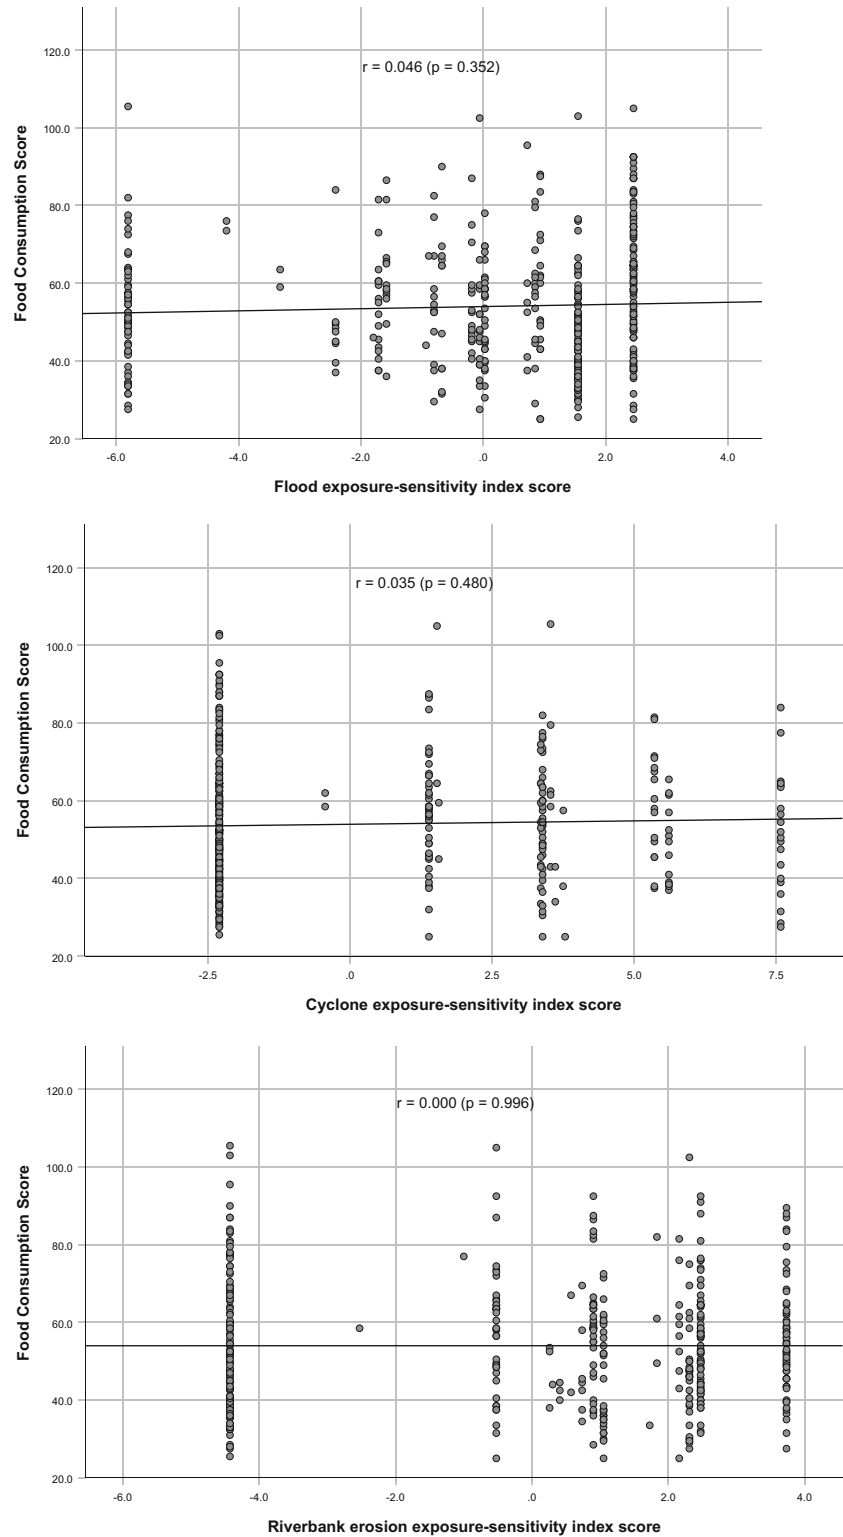 r = 0.046 (p = 0.352)
Food Consumption Score
120.0
100.0
80.0
60.0
40.0
20.0
-6.0 -4.0 -2.0 .0 2.0 4.0
Flood exposure-sensitivity index score
r = 0.035 (p = 0.480)
Food Consumption Score
120.0
100.0
80.0
60.0
40.0
20.0
-2.5 .0 2.5 5.0 7.5
Cyclone exposure-sensitivity index score
r = 0.000 (p = 0.996)
Food Consumption Score
120.0
100.0
80.0
60.0
40.0
20.0
-6.0 -4.0 -2.0 .0 2.0 4.0
Riverbank erosion exposure-sensitivity index score